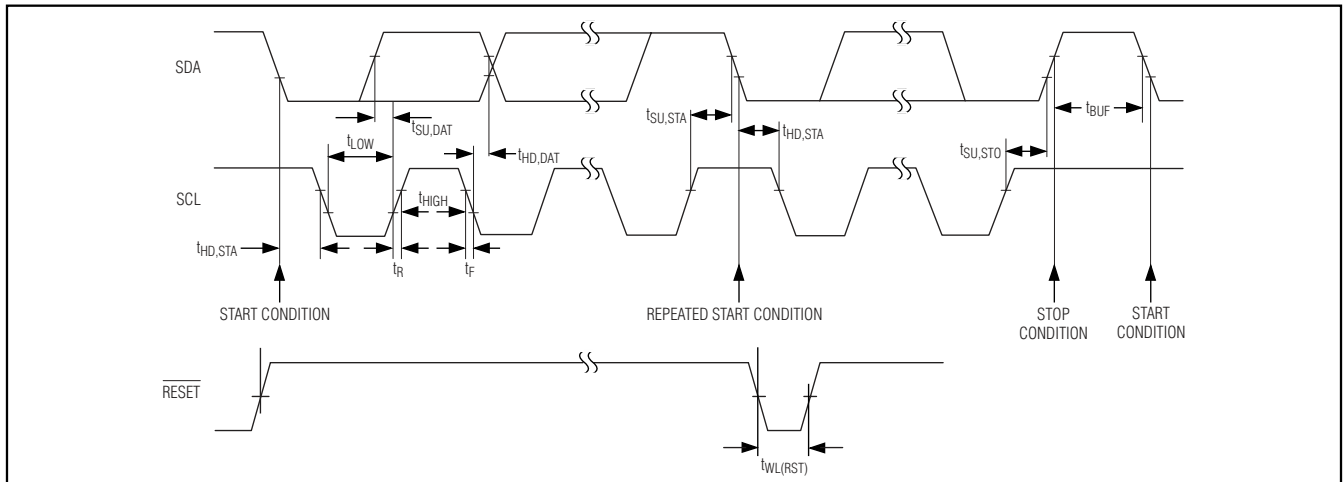 SDA
tSU,DAT
tLOW
tHD,DAT
tSU,STA
tHD,STA
tBUF
tSU,STO
SCL
tHIGH
tHD,STA
tR
tF
START CONDITION
REPEATED START CONDITION
STOP
CONDITION
START
CONDITION
RESET
tWL(RST)